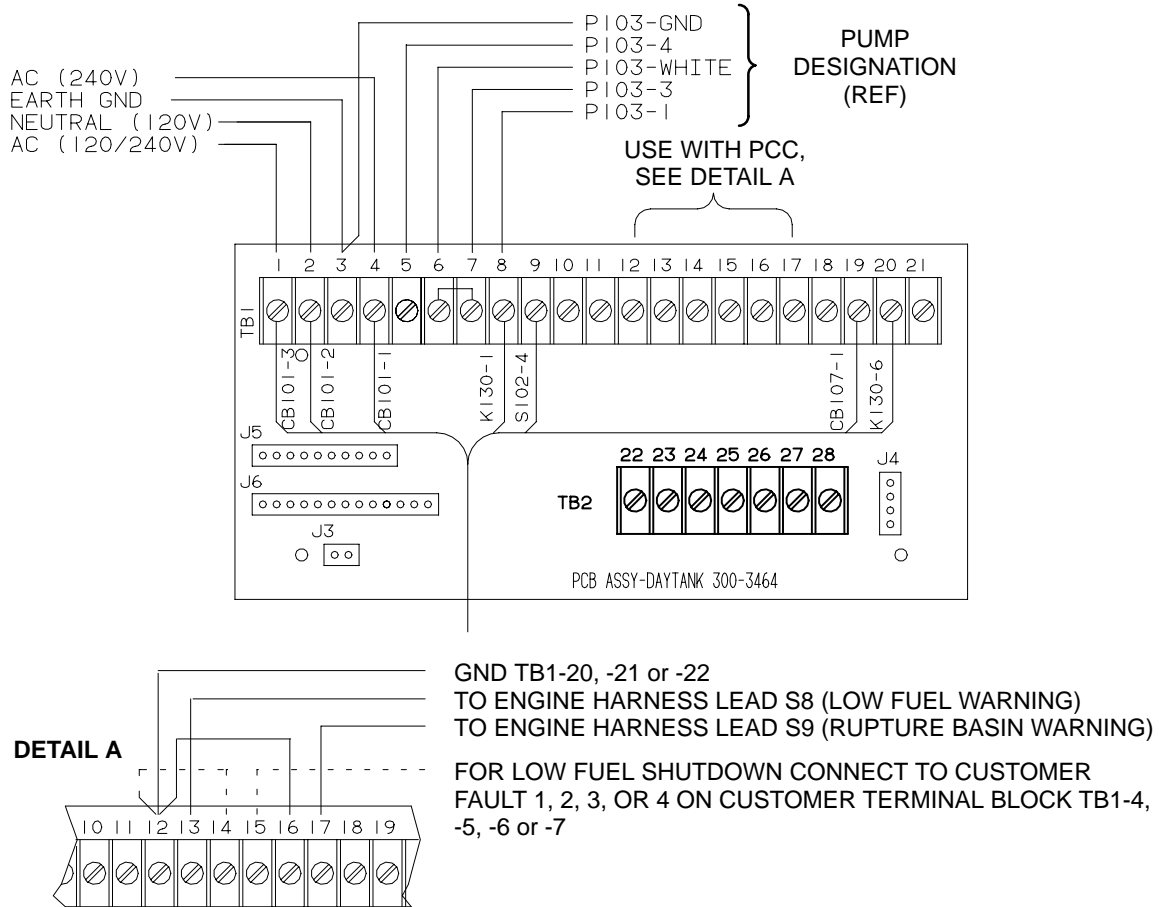 PI03-GND
PI03-4
PI03-WHITE
PI03-3
PI03-1
PUMP
DESIGNATION
(REF)
AC (240V)
EARTH GND
NEUTRAL (120V)
AC (120/240V)
USE WITH PCC,
SEE DETAIL A
1 2 3 4 5 6 7 8 9 10 11 12 13 14 15 16 17 18 19 20 21
TB1
CB101-3
CB101-2
CB101-1
K130-1
S102-4
CB107-1
K130-6
J5
J6
J3
22 23 24 25 26 27 28
TB2
J4
PCB ASSY-DAYTANK 300-3464
GND TB1-20, -21 or -22
TO ENGINE HARNESS LEAD S8 (LOW FUEL WARNING)
TO ENGINE HARNESS LEAD S9 (RUPTURE BASIN WARNING)
DETAIL A
FOR LOW FUEL SHUTDOWN CONNECT TO CUSTOMER
FAULT 1, 2, 3, OR 4 ON CUSTOMER TERMINAL BLOCK TB1-4,
-5, -6 or -7
10 11 12 13 14 15 16 17 18 19